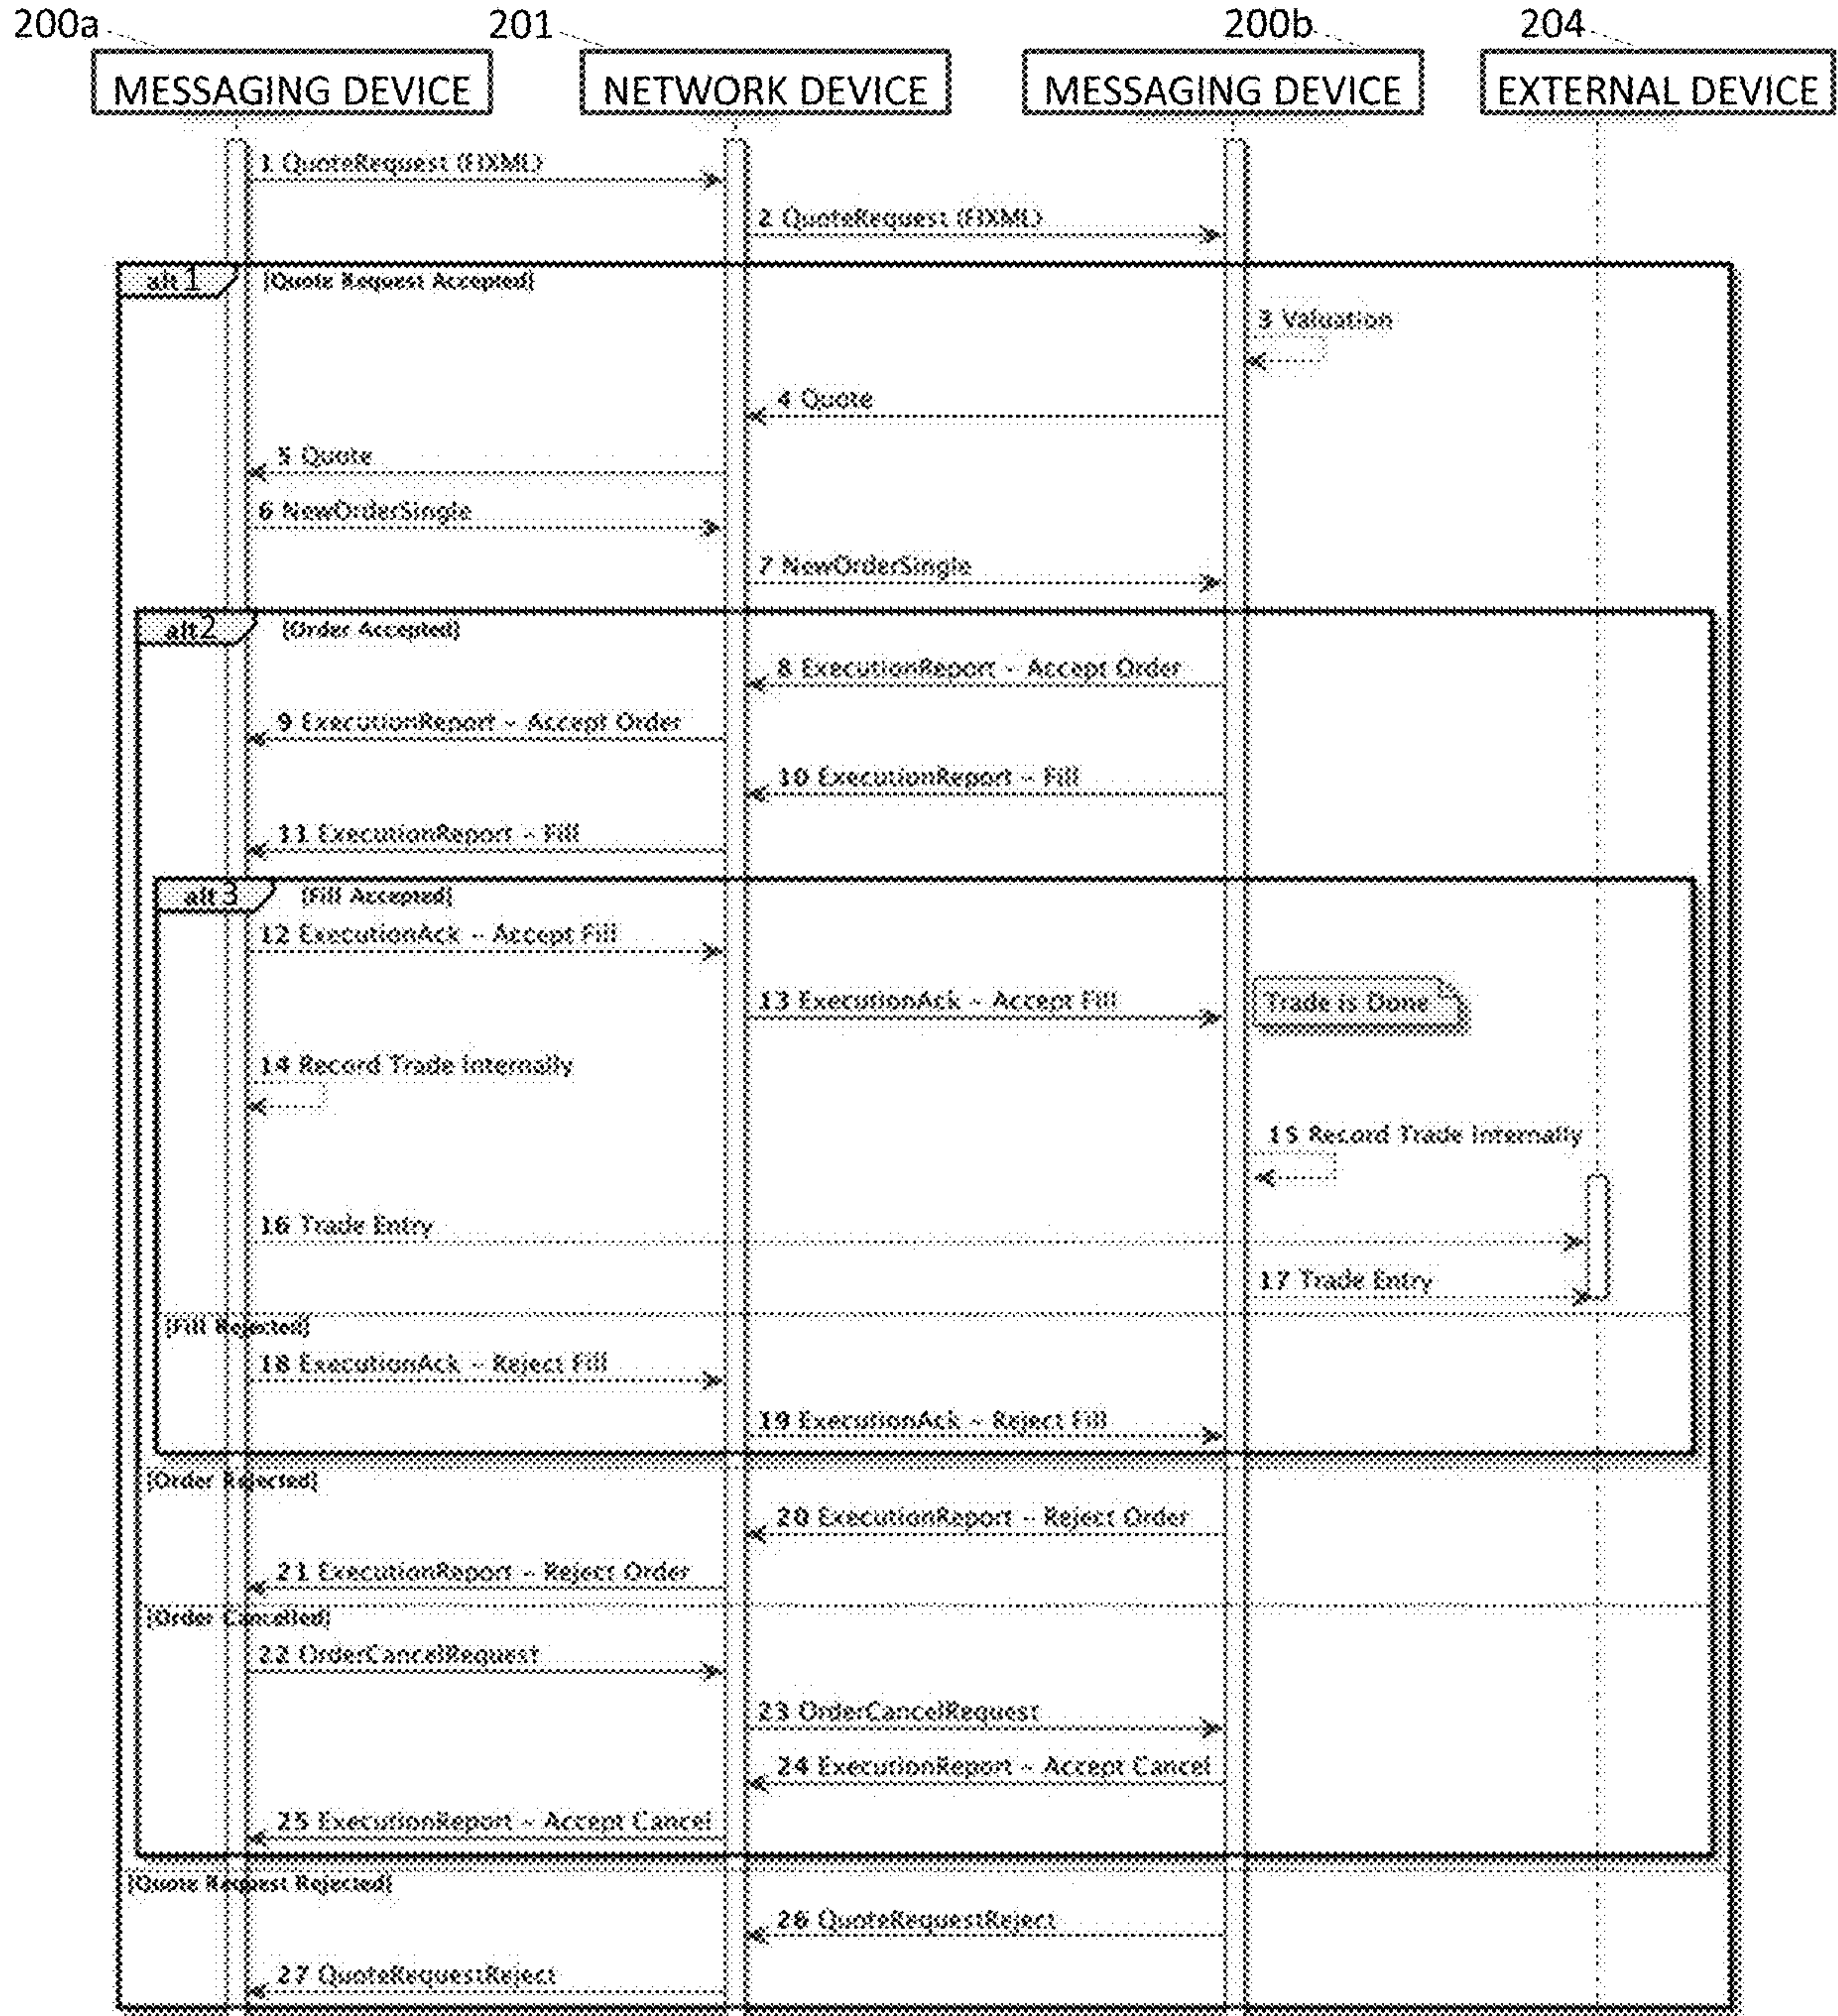 200a 201 200b 204
MESSAGING DEVICE NETWORK DEVICE MESSAGING DEVICE EXTERNAL DEVICE
1 QuoteRequest (FIXML)
2 QuoteRequest (FIXML)
alt 1 [Quote Request Accepted]
3 Valuation
4 Quote
5 Quote
6 NewOrderSingle
7 NewOrderSingle
alt 2 [Order Accepted]
8 ExecutionReport - Accept Order
9 ExecutionReport - Accept Order
10 ExecutionReport - Fill
11 ExecutionReport - Fill
alt 3 [Fill Accepted]
12 ExecutionAck - Accept Fill
13 ExecutionAck - Accept Fill Trade is Done
14 Record Trade Internally
15 Record Trade Internally
16 Trade Entry
17 Trade Entry
[Fill Rejected]
18 ExecutionAck - Reject Fill
19 ExecutionAck - Reject Fill
[Order Rejected]
20 ExecutionReport - Reject Order
21 ExecutionReport - Reject Order
[Order Cancelled]
22 OrderCancelRequest
23 OrderCancelRequest
24 ExecutionReport - Accept Cancel
25 ExecutionReport - Accept Cancel
[Quote Request Rejected]
26 QuoteRequestReject
27 QuoteRequestReject